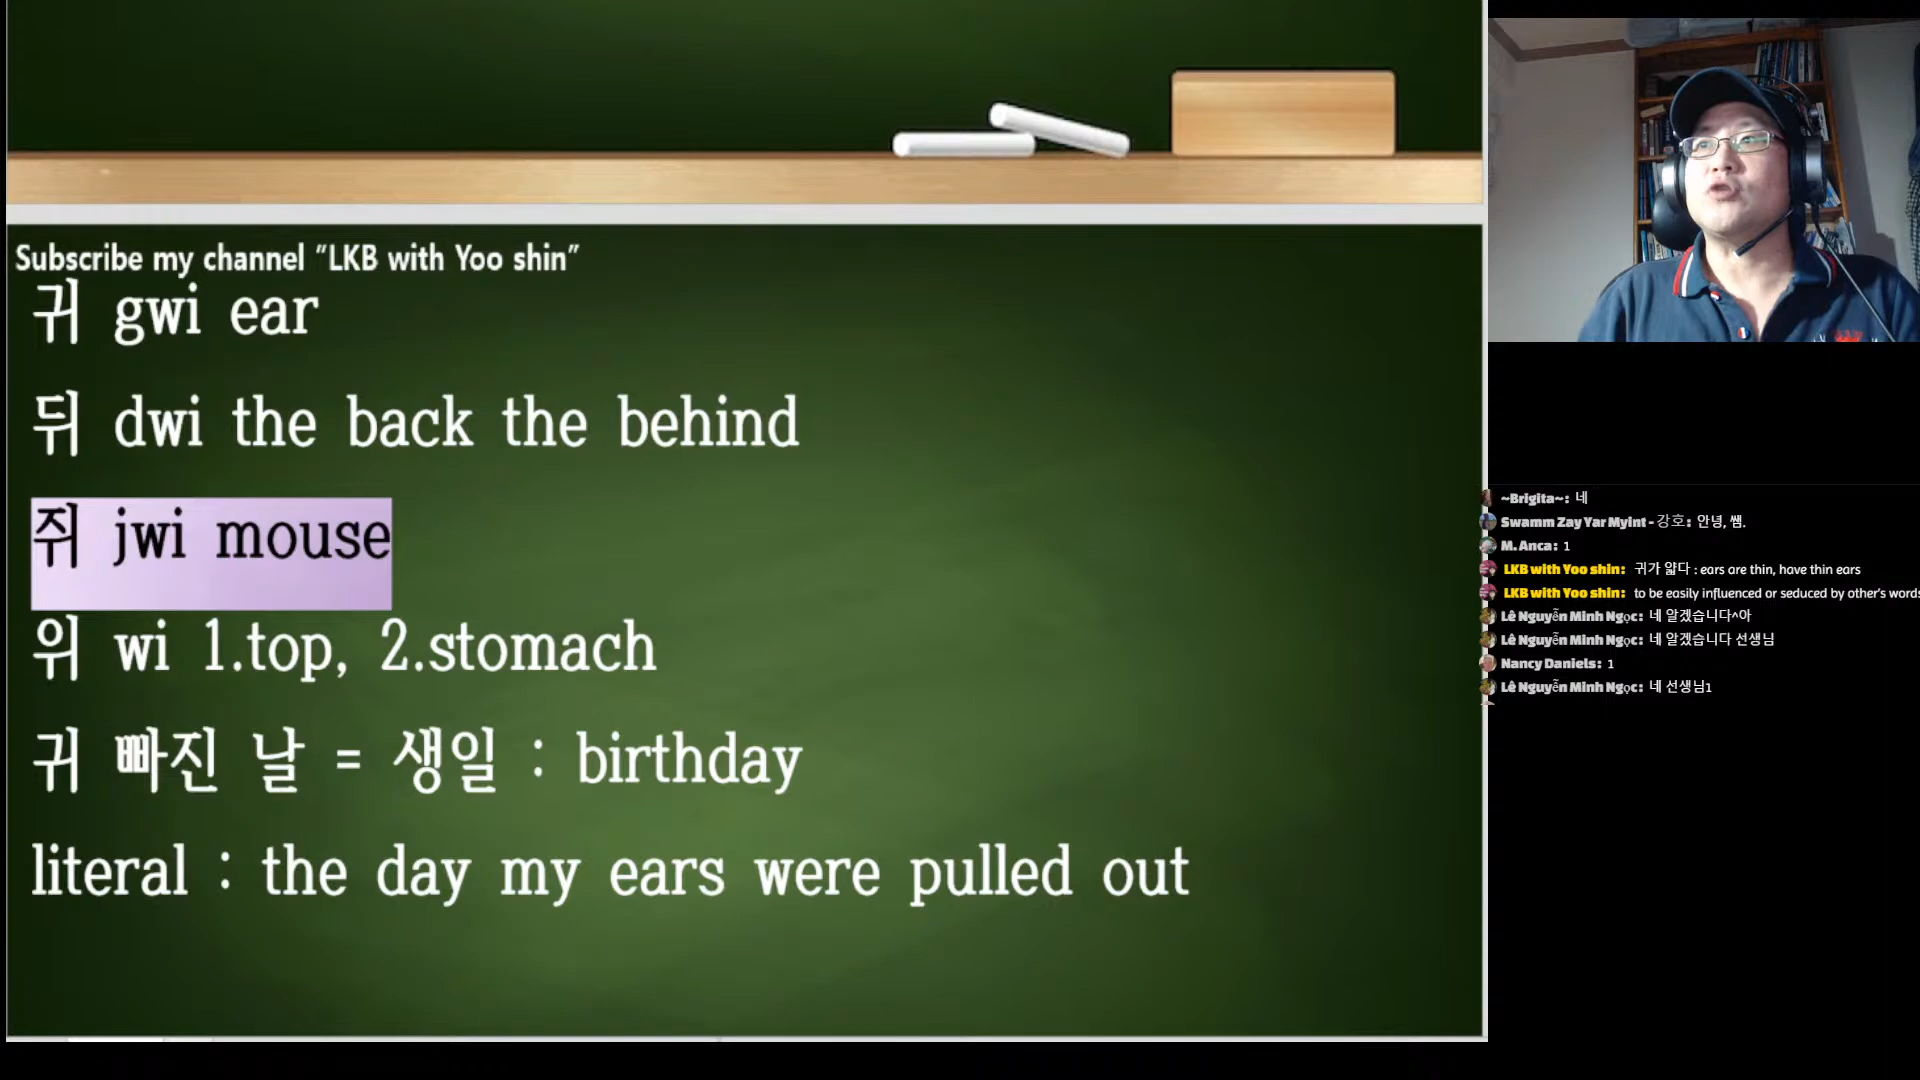 Subscribe my channel “LKB with Yoo shin”
귀 gwi ear
뒤 dwi the back the behind
쥐 jwi mouse
위 wi 1.top, 2.stomach
귀 빠진 날 = 생일 : birthday
literal : the day my ears were pulled out
~Brigita~: 네
Swamm Zay Yar Myint - 강호: 안녕, 쌤.
M. Anca: 1
LKB with Yoo shin: 귀가 얇다 : ears are thin, have thin ears
LKB with Yoo shin: to be easily influenced or seduced by other's words
Lê Nguyễn Minh Ngọc: 네 알겠습니다^아
Lê Nguyễn Minh Ngọc: 네 알겠습니다 선생님
Nancy Daniels: 1
Lê Nguyễn Minh Ngọc: 네 선생님1